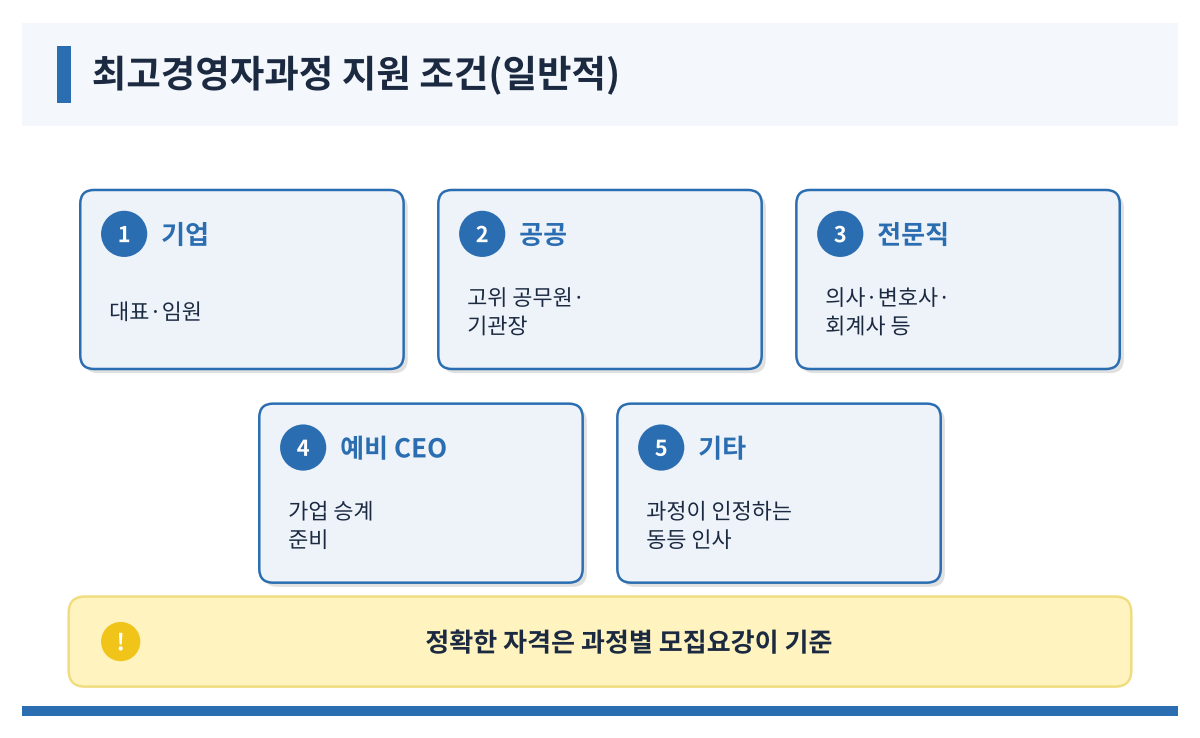 최고경영자과정 지원 조건(일반적)
1 기업
대표·임원
2 공공
고위 공무원·
기관장
3 전문직
의사·변호사·
회계사 등
4 예비 CEO
가업 승계
준비
5 기타
과정이 인정하는
동등 인사
! 정확한 자격은 과정별 모집요강이 기준